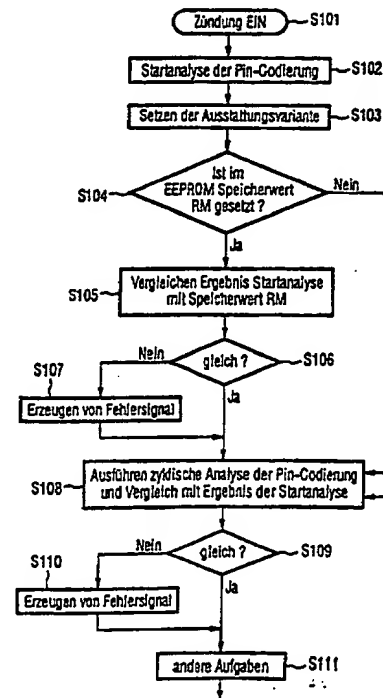 Zündung EIN
S101
Startanalyse der Pin-Codierung
S102
Setzen der Ausstattungsvariante
S103
Ist im
EEPROM Speicherwert
RM gesetzt ?
S104
Nein
Ja
Vergleichen Ergebnis Startanalyse
mit Speicherwert RM
S105
gleich ?
S106
Nein
Ja
S107
Erzeugen von Fehlersignal
Ausführen zyklische Analyse der Pin-Codierung
und Vergleich mit Ergebnis der Startanalyse
S108
gleich ?
S109
Nein
Ja
S110
Erzeugen von Fehlersignal
andere Aufgaben
S111